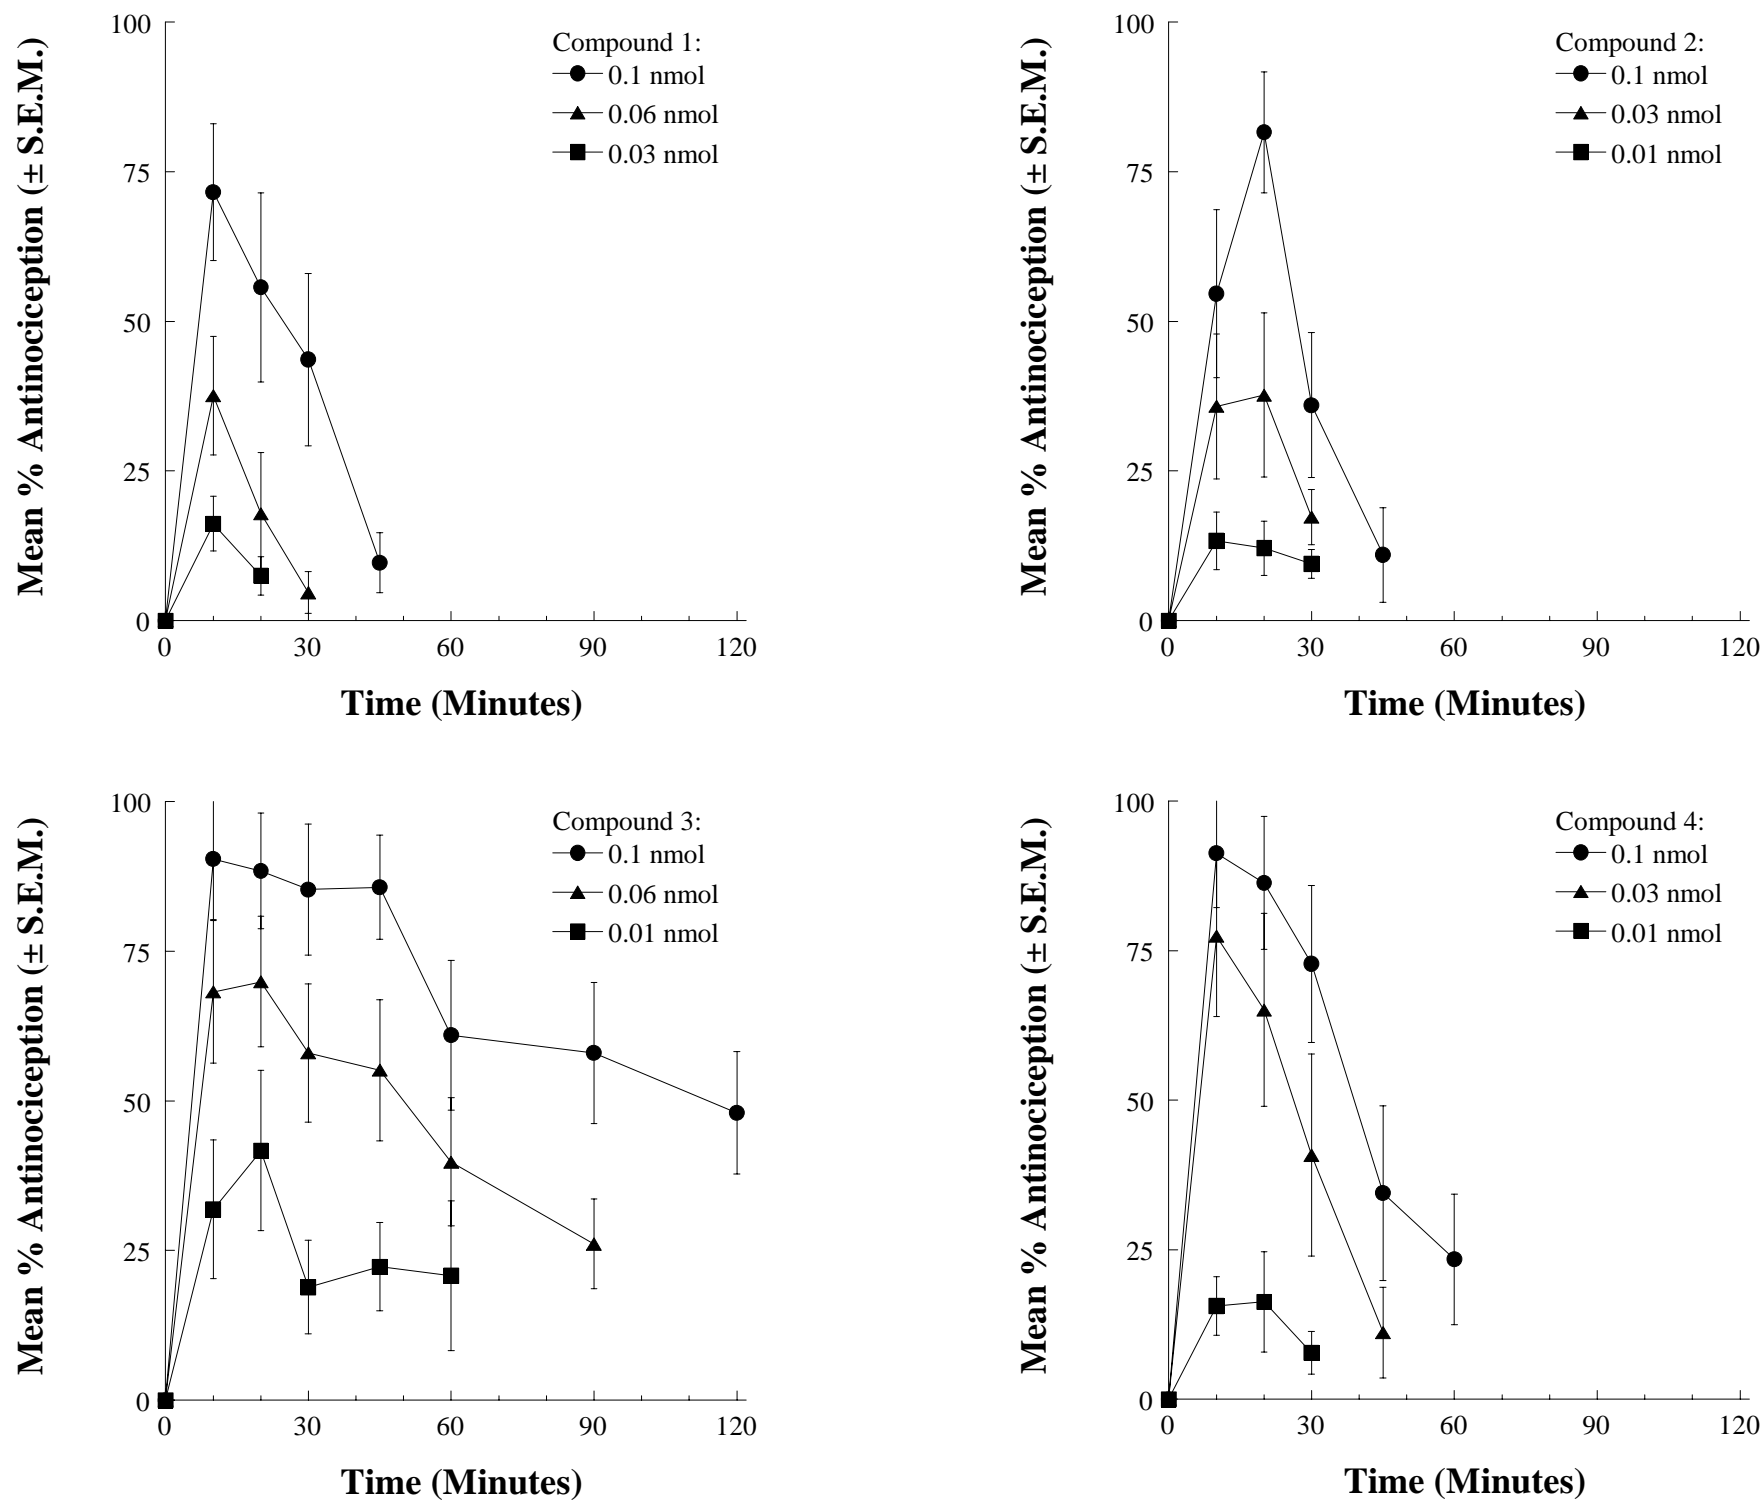 Mean % Antinociception (± S.E.M.)
100
75
50
25
0
Compound 1:
0.1 nmol
0.06 nmol
0.03 nmol
0 30 60 90 120
Time (Minutes)
Mean % Antinociception (± S.E.M.)
100
75
50
25
0
Compound 2:
0.1 nmol
0.03 nmol
0.01 nmol
0 30 60 90 120
Time (Minutes)
Mean % Antinociception (± S.E.M.)
100
75
50
25
0
Compound 3:
0.1 nmol
0.06 nmol
0.01 nmol
0 30 60 90 120
Time (Minutes)
Mean % Antinociception (± S.E.M.)
100
75
50
25
0
Compound 4:
0.1 nmol
0.03 nmol
0.01 nmol
0 30 60 90 120
Time (Minutes)